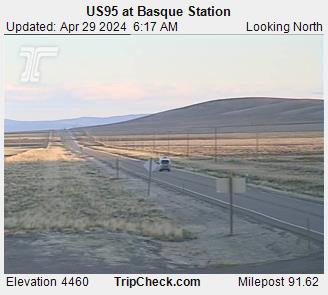 US95 at Basque Station
Updated: Apr 29 2024 6:17 AM Looking North
Elevation 4460 TripCheck.com Milepost 91.62